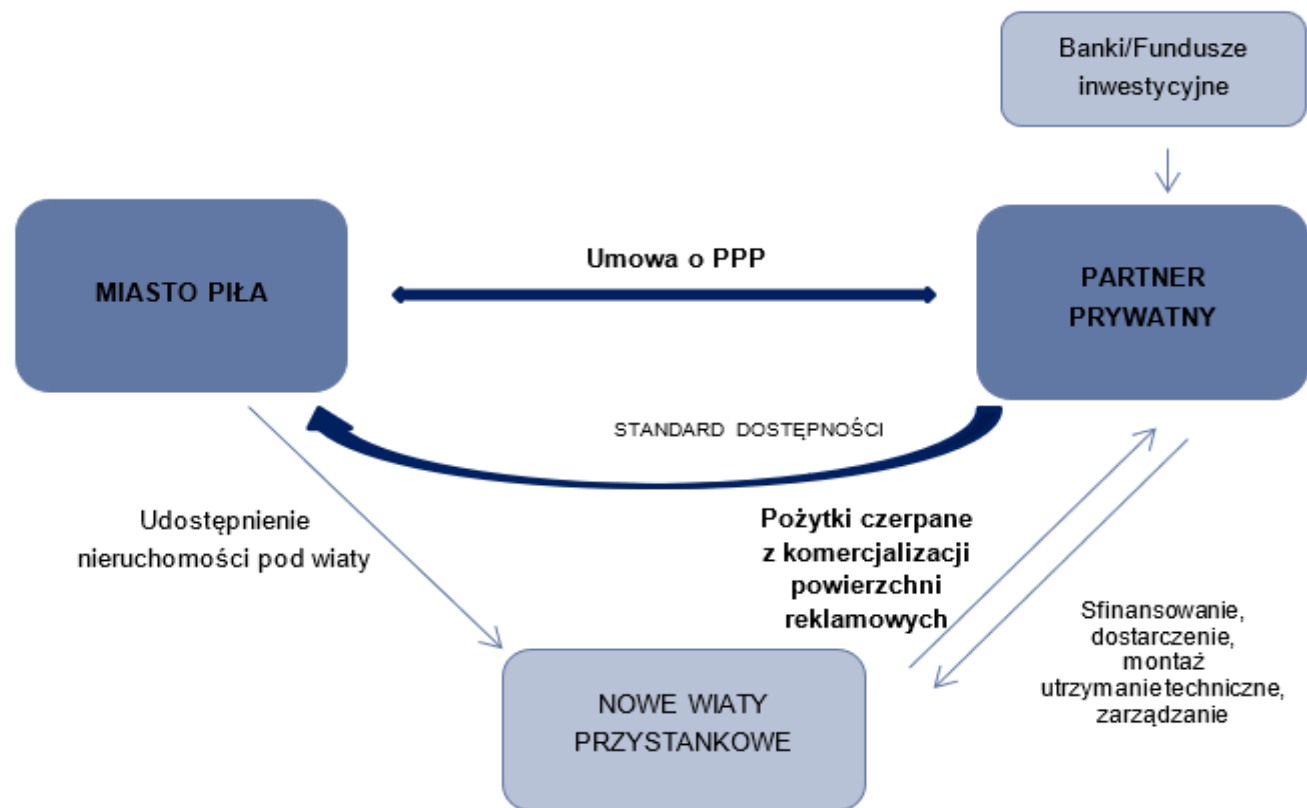 Banki/Fundusze
inwestycyjne
MIASTO PIŁA
Umowa o PPP
PARTNER
PRYWATNY
STANDARD DOSTĘPNOŚCI
Udostępnienie
nieruchomości pod wiaty
Pożytki czerpane
z komercjalizacji
powierzchni
reklamowych
Sfinansowanie,
dostarczenie,
montaż
utrzymanie techniczne,
zarządzanie
NOWE WIATY
PRZYSTANKOWE